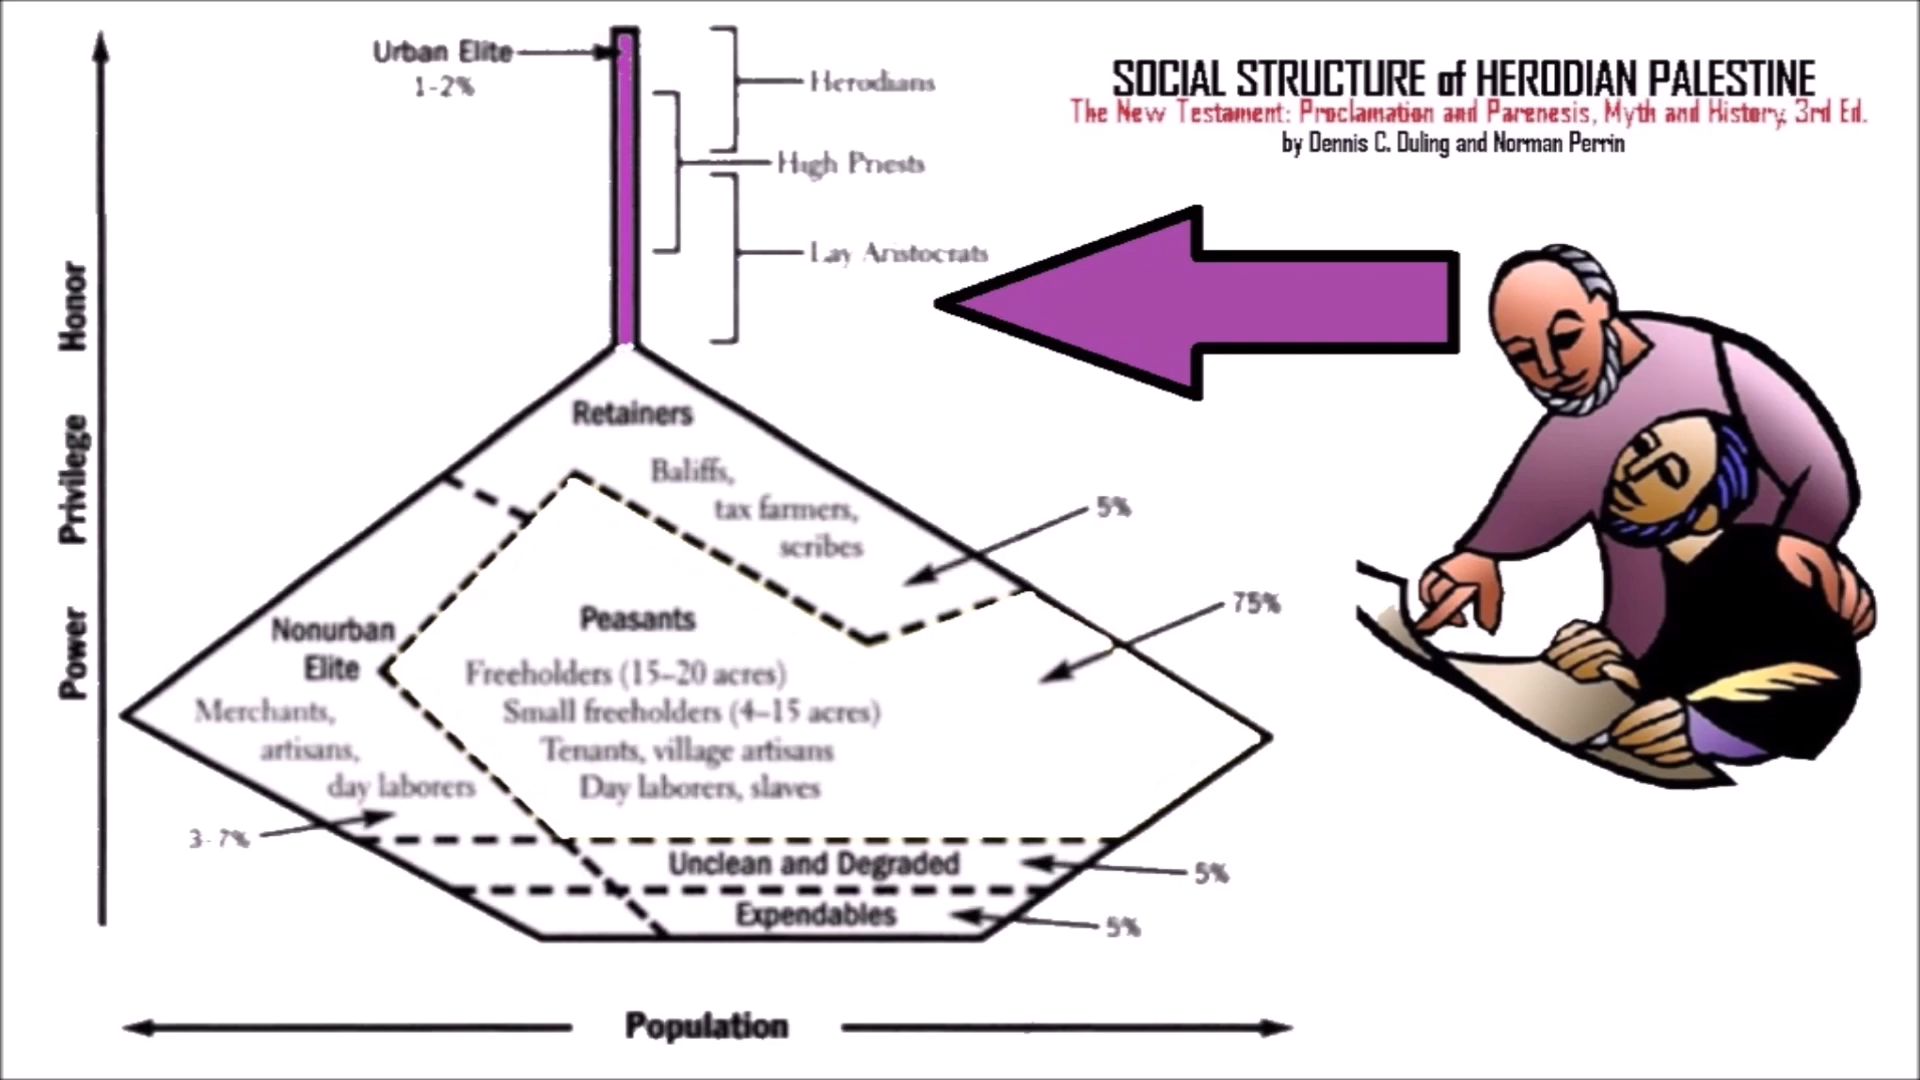 SOCIAL STRUCTURE of HERODIAN PALESTINE
The New Testament: Proclamation and Parenesis, Myth and History, 3rd Ed.
by Dennis C. Duling and Norman Perrin
Urban Elite
1-2%
Herodians
High Priests
Lay Aristocrats
Honor
Privilege
Power
Retainers
Baliffs,
tax farmers,
scribes
5%
75%
Nonurban
Elite
Merchants,
artisans,
day laborers
3-7%
Peasants
Freeholders (15–20 acres)
Small freeholders (4–15 acres)
Tenants, village artisans
Day laborers, slaves
Unclean and Degraded
5%
Expendables
5%
Population